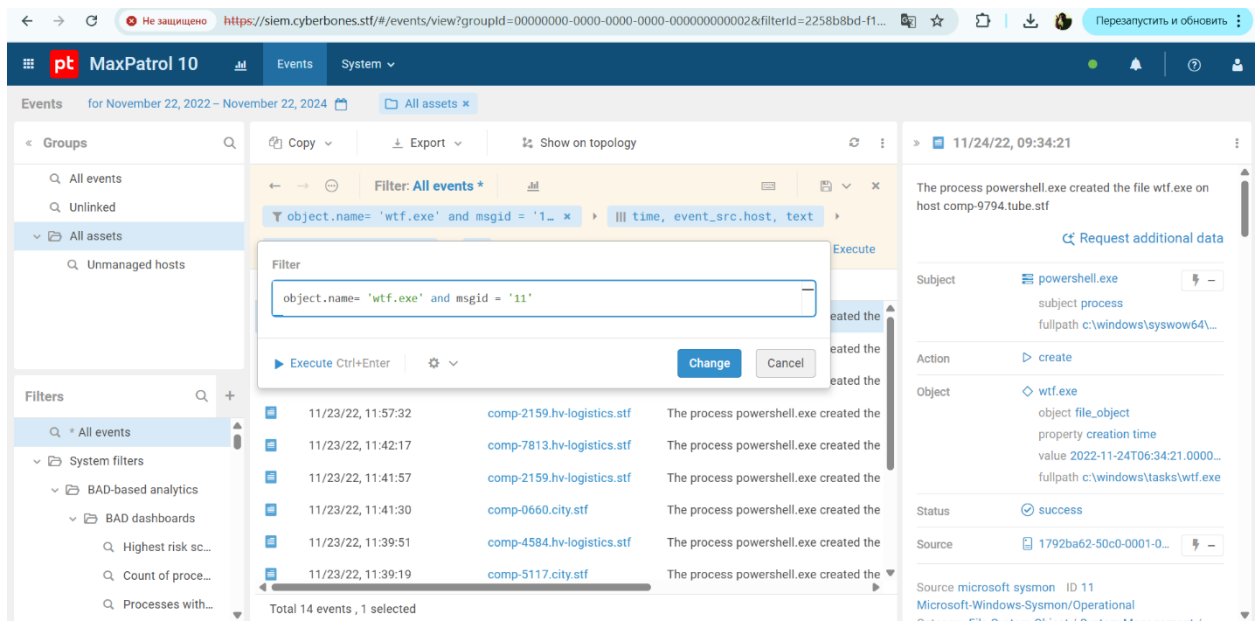 Не защищено https://siem.cyberbones.stf/#/events/view?groupId=00000000-0000-0000-0000-000000000002&filterId=2258b8bd-f1... Перезапустить и обновить
pt MaxPatrol 10 Events System
Events for November 22, 2022 – November 22, 2024 All assets ×
« Groups
All events
Unlinked
All assets
Unmanaged hosts
Filters +
* All events
System filters
BAD-based analytics
BAD dashboards
Highest risk sc...
Count of proce...
Processes with...
Copy Export Show on topology
Filter: All events *
object.name= 'wtf.exe' and msgid = '1… × time, event_src.host, text
Execute
Filter
object.name= 'wtf.exe' and msgid = '11'
Execute Ctrl+Enter Change Cancel
eated the
eated the
eated the
11/23/22, 11:57:32 comp-2159.hv-logistics.stf The process powershell.exe created the
11/23/22, 11:42:17 comp-7813.hv-logistics.stf The process powershell.exe created the
11/23/22, 11:41:57 comp-2159.hv-logistics.stf The process powershell.exe created the
11/23/22, 11:41:30 comp-0660.city.stf The process powershell.exe created the
11/23/22, 11:39:51 comp-4584.hv-logistics.stf The process powershell.exe created the
11/23/22, 11:39:19 comp-5117.city.stf The process powershell.exe created the
Total 14 events , 1 selected
» 11/24/22, 09:34:21
The process powershell.exe created the file wtf.exe on
host comp-9794.tube.stf
Request additional data
Subject powershell.exe
subject process
fullpath c:\windows\syswow64\...
Action create
Object wtf.exe
object file_object
property creation time
value 2022-11-24T06:34:21.0000...
fullpath c:\windows\tasks\wtf.exe
Status success
Source 1792ba62-50c0-0001-0...
Source microsoft sysmon ID 11
Microsoft-Windows-Sysmon/Operational